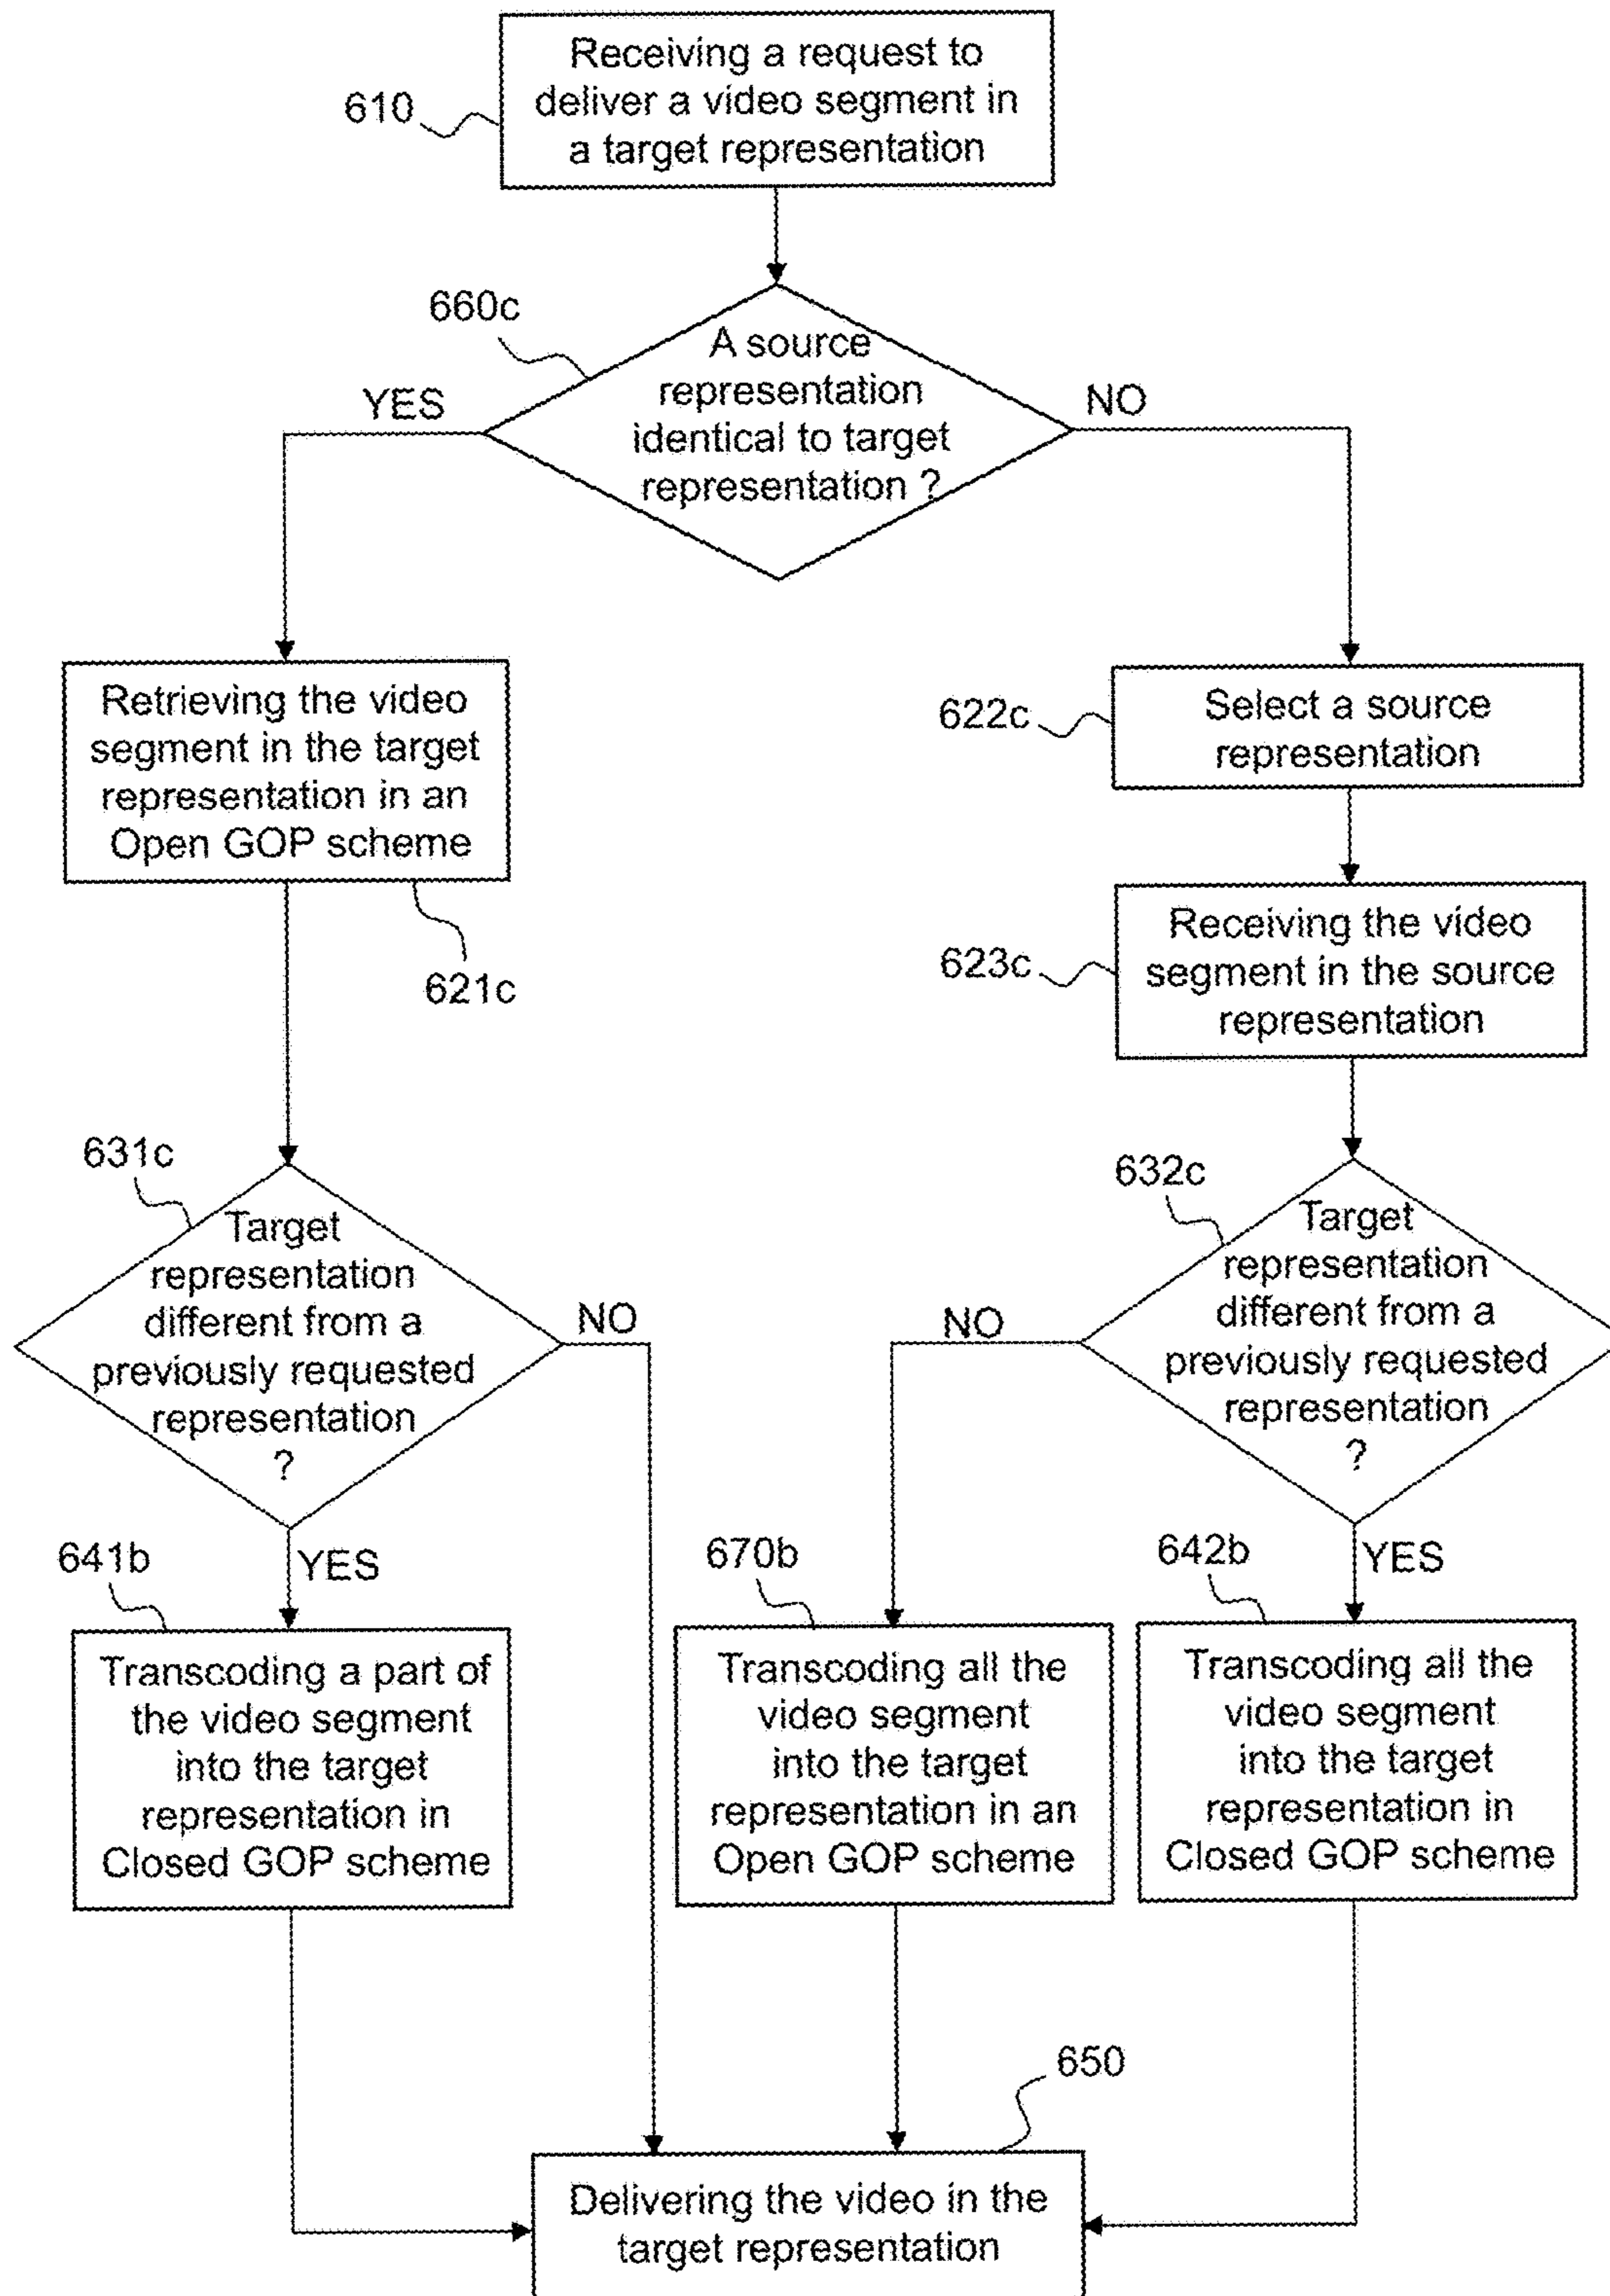 Receiving a request to
deliver a video segment in
a target representation
610
660c
A source
representation
identical to target
representation ?
YES
NO
Retrieving the video
segment in the target
representation in an
Open GOP scheme
621c
622c
Select a source
representation
623c
Receiving the video
segment in the source
representation
631c
Target
representation
different from a
previously requested
representation
?
NO
YES
632c
Target
representation
different from a
previously requested
representation
?
NO
YES
641b
Transcoding a part of
the video segment
into the target
representation in
Closed GOP scheme
670b
Transcoding all the
video segment
into the target
representation in an
Open GOP scheme
642b
Transcoding all the
video segment
into the target
representation in
Closed GOP scheme
650
Delivering the video in the
target representation